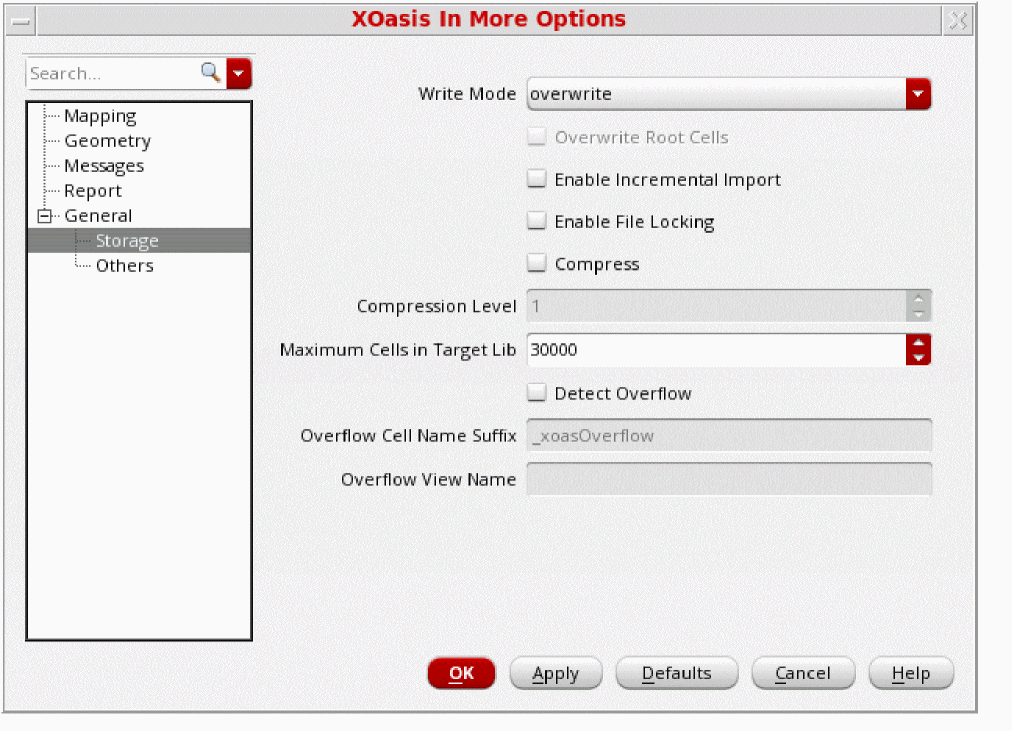 XOasis In More Options
Search...
Mapping
Geometry
Messages
Report
General
Storage
Others
Write Mode overwrite
Overwrite Root Cells
Enable Incremental Import
Enable File Locking
Compress
Compression Level 1
Maximum Cells in Target Lib 30000
Detect Overflow
Overflow Cell Name Suffix _xoasOverflow
Overflow View Name
OK Apply Defaults Cancel Help